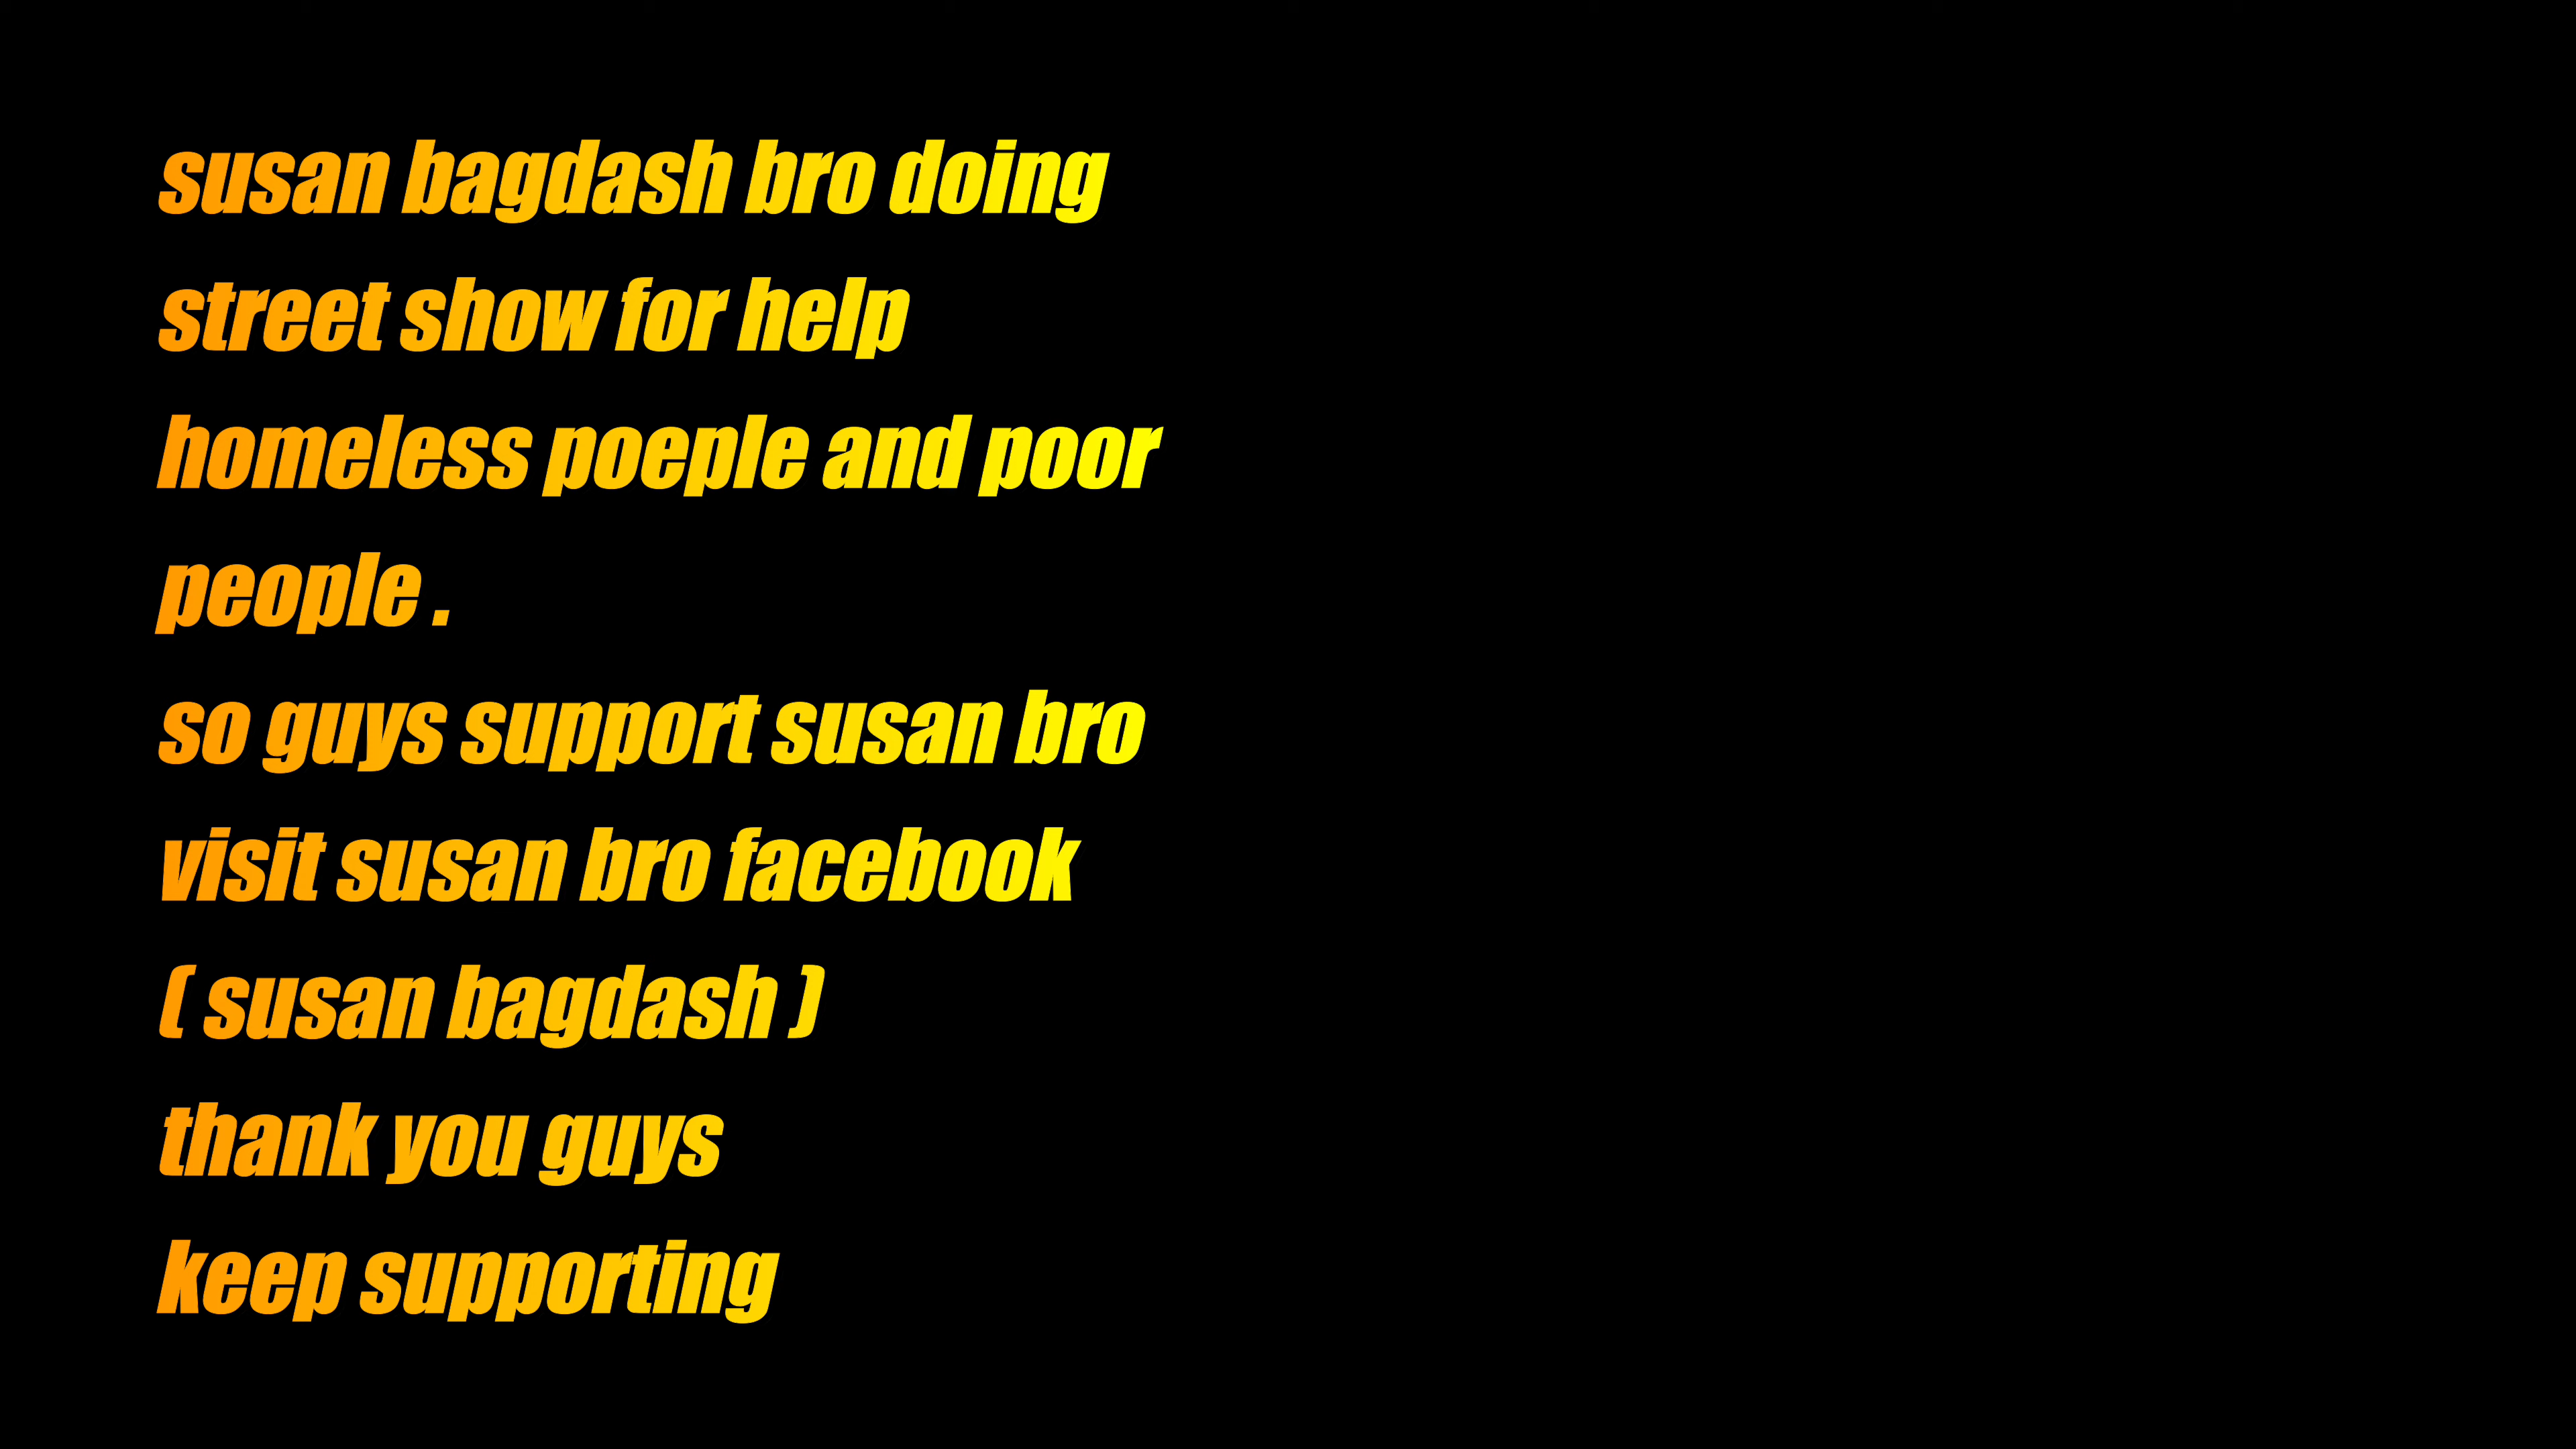 susan bagdash bro doing
street show for help
homeless poeple and poor
people .
so guys support susan bro
visit susan bro facebook
( susan bagdash )
thank you guys
keep supporting